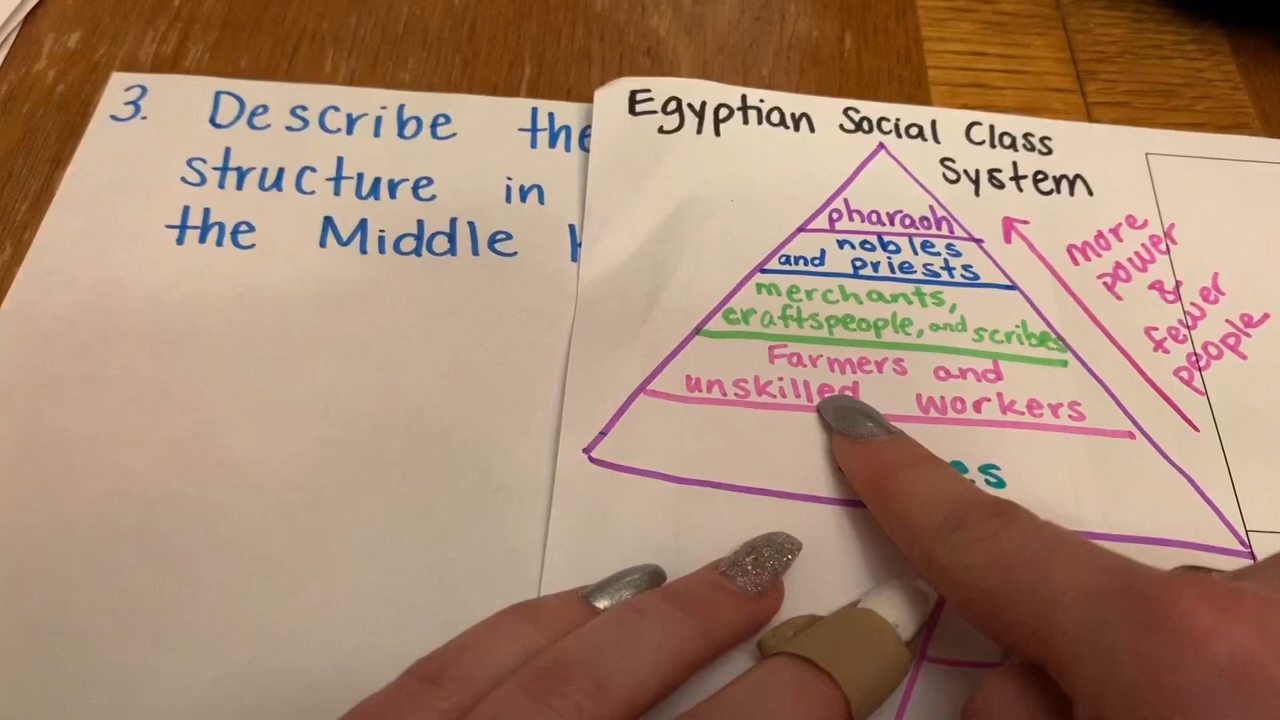 3. Describe the
structure in
the Middle
Egyptian Social Class
System
pharaoh
nobles
and priests
merchants,
craftspeople, and scribes
Farmers and
unskilled workers
more
power
&
fewer
people